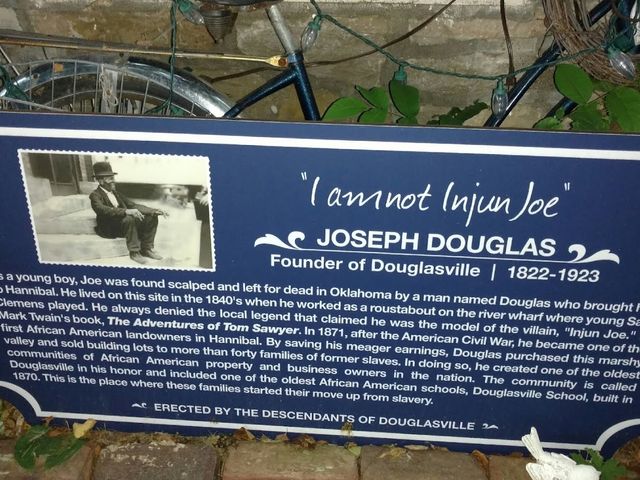 "I am not Injun Joe"
JOSEPH DOUGLAS
Founder of Douglasville | 1822-1923
s a young boy, Joe was found scalped and left for dead in Oklahoma by a man named Douglas who brought
o Hannibal. He lived on this site in the 1840's when he worked as a roustabout on the river wharf where young Sa
Clemens played. He always denied the local legend that claimed he was the model of the villain, "Injun Joe,"
Mark Twain's book, The Adventures of Tom Sawyer. In 1871, after the American Civil War, he became one of th
first African American landowners in Hannibal. By saving his meager earnings, Douglas purchased this marshy
valley and sold building lots to more than forty families of former slaves. In doing so, he created one of the oldest
communities of African American property and business owners in the nation. The community is called
Douglasville in his honor and included one of the oldest African American schools, Douglasville School, built in
1870. This is the place where these families started their move up from slavery.
ERECTED BY THE DESCENDANTS OF DOUGLASVILLE